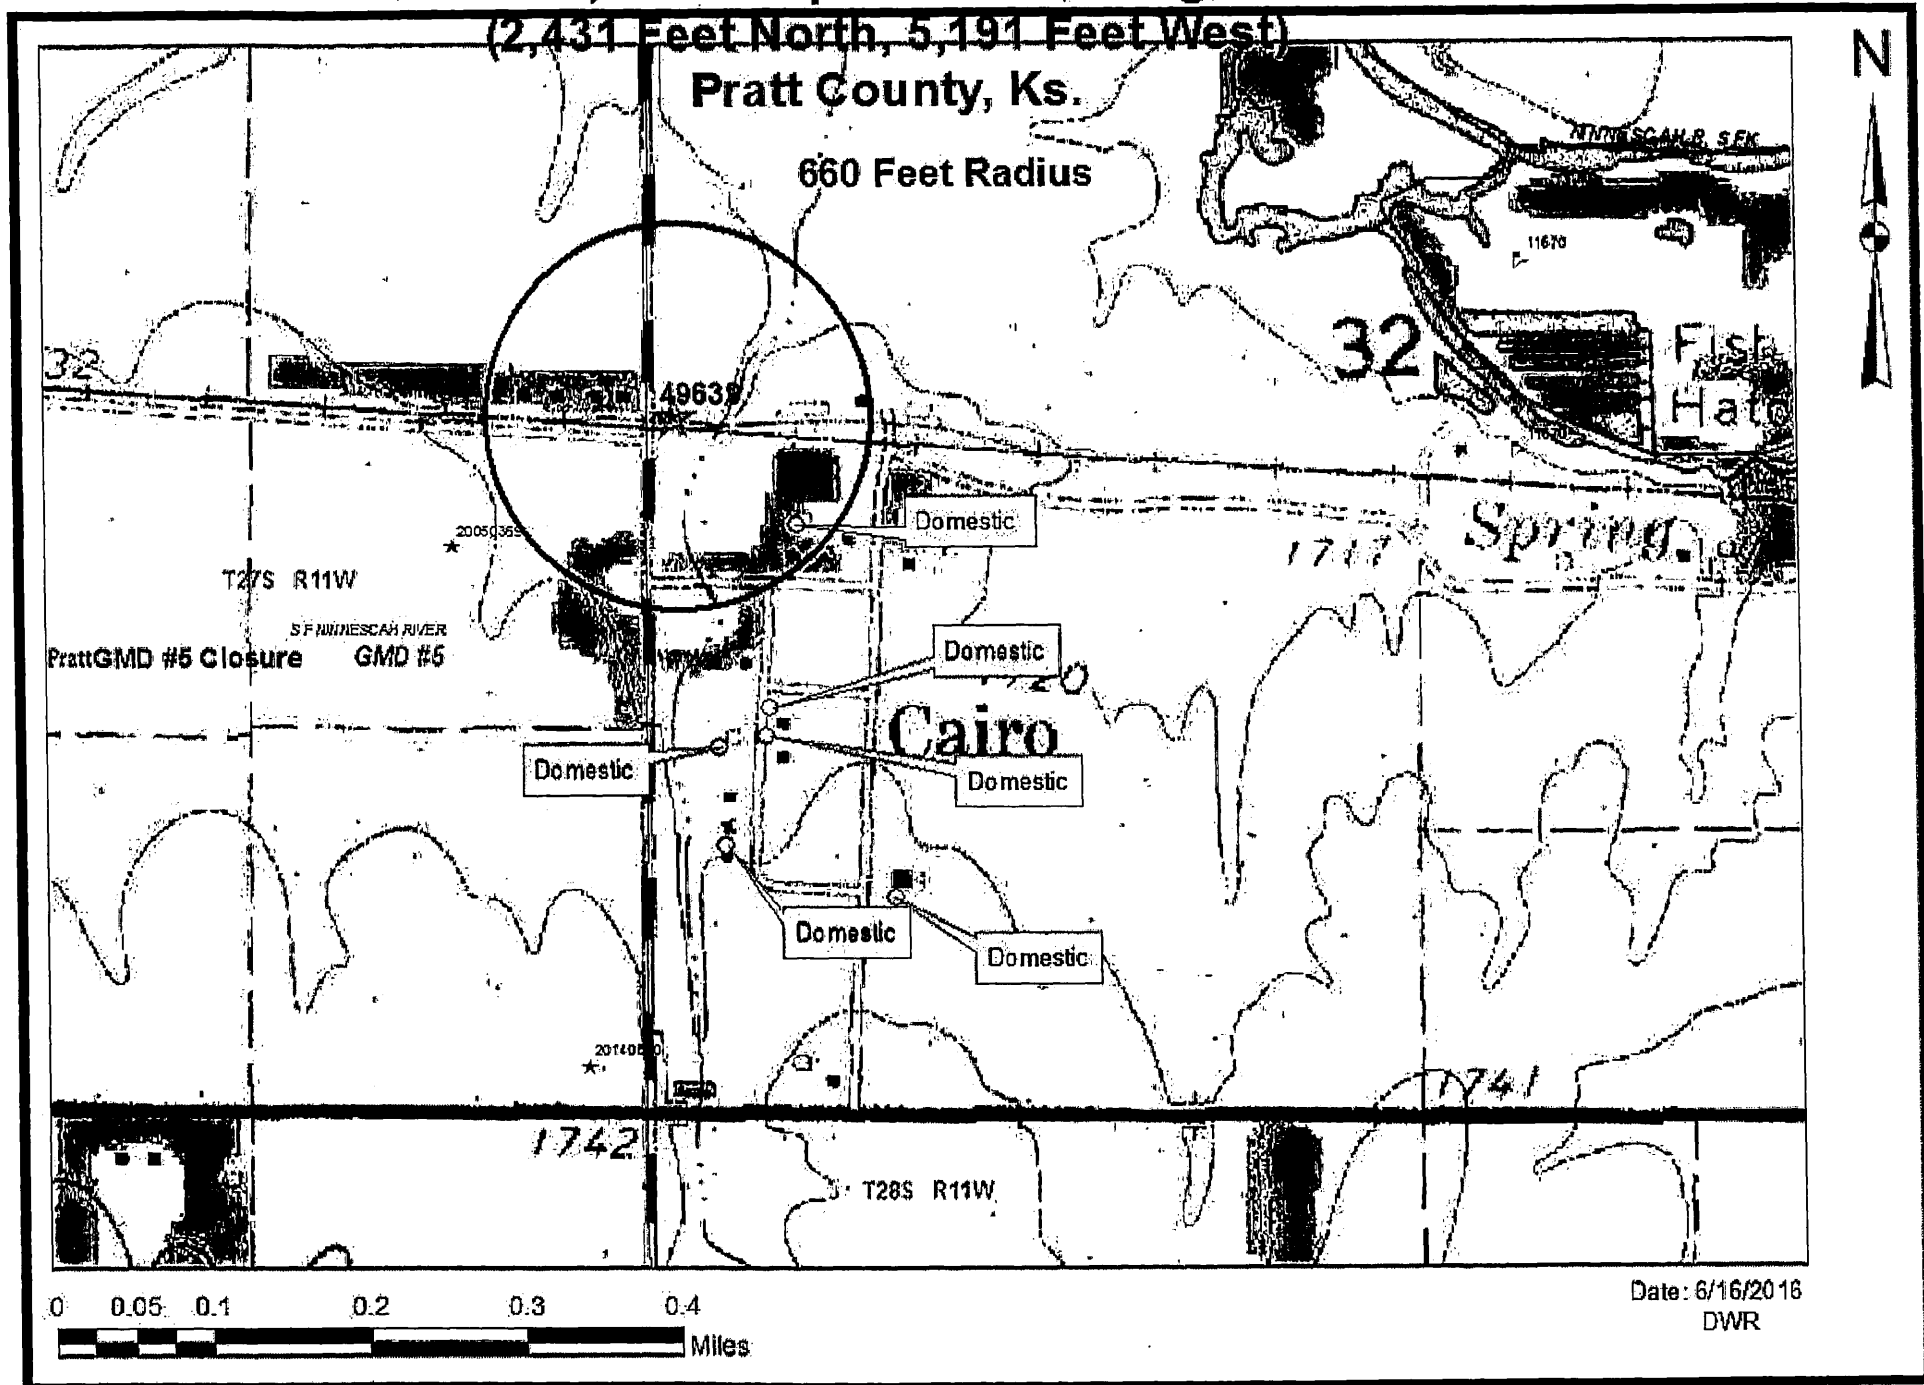 (2,431 Feet North, 5,191 Feet West)
Pratt County, Ks.
N
NINNESCAH R. S FK
660 Feet Radius
11670
32
32
Fish
49639
Hat
11670
Domestic
Spring
1717
T27S R11W
S F NINNESCAH RIVER
PrattGMD #5 Closure GMD #5
Domestic
1720
Cairo
Domestic
Domestic
Domestic
Domestic
1741
1742
T28S R11W
Date: 6/16/2016
DWR
0 0.05 0.1 0.2 0.3 0.4
Miles